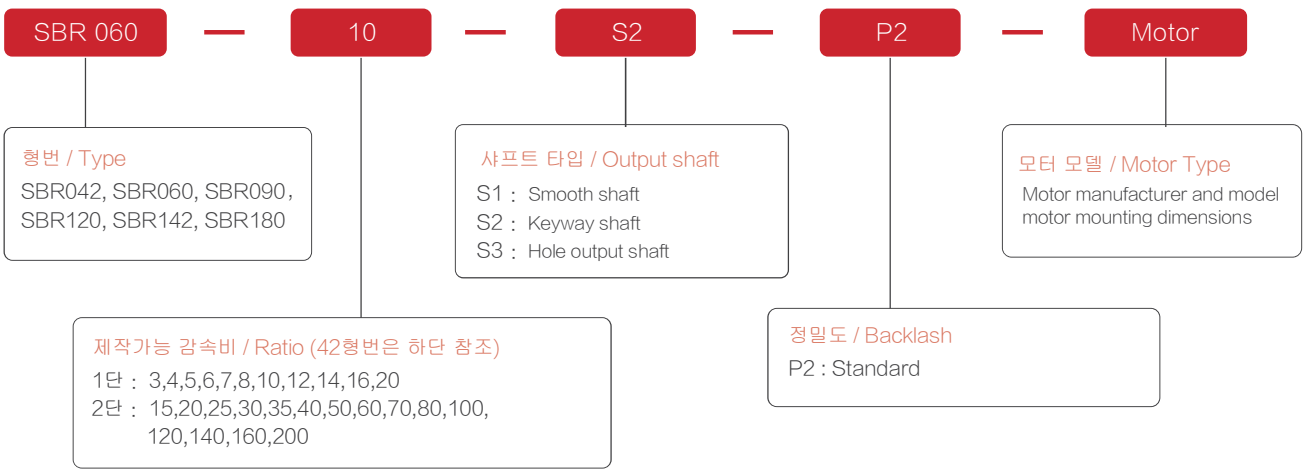 SBR 060 — 10 — S2 — P2 — Motor
형번 / Type
SBR042, SBR060, SBR090,
SBR120, SBR142, SBR180
샤프트 타입 / Output shaft
S1 : Smooth shaft
S2 : Keyway shaft
S3 : Hole output shaft
모터 모델 / Motor Type
Motor manufacturer and model
motor mounting dimensions
제작가능 감속비 / Ratio (42형번은 하단 참조)
1단 : 3,4,5,6,7,8,10,12,14,16,20
2단 : 15,20,25,30,35,40,50,60,70,80,100,
120,140,160,200
정밀도 / Backlash
P2 : Standard